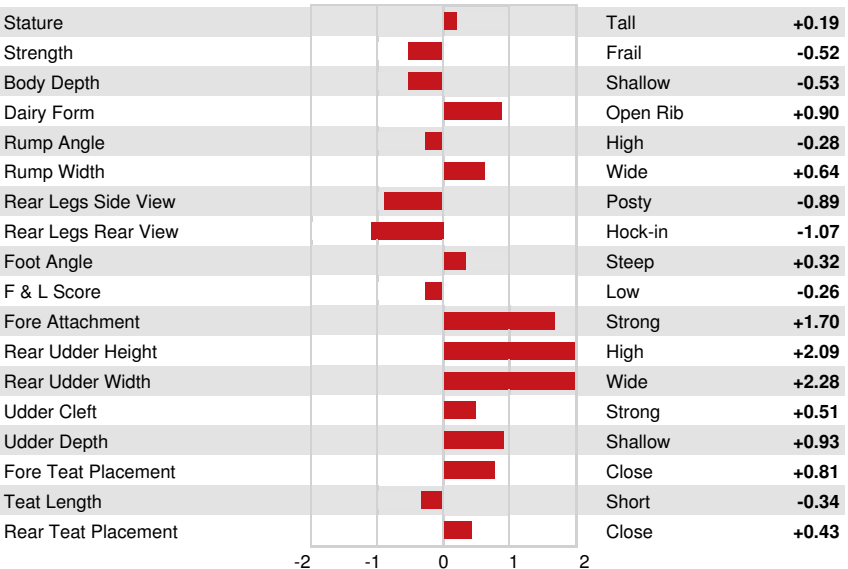 Stature Tall +0.19
Strength Frail -0.52
Body Depth Shallow -0.53
Dairy Form Open Rib +0.90
Rump Angle High -0.28
Rump Width Wide +0.64
Rear Legs Side View Posty -0.89
Rear Legs Rear View Hock-in -1.07
Foot Angle Steep +0.32
F & L Score Low -0.26
Fore Attachment Strong +1.70
Rear Udder Height High +2.09
Rear Udder Width Wide +2.28
Udder Cleft Strong +0.51
Udder Depth Shallow +0.93
Fore Teat Placement Close +0.81
Teat Length Short -0.34
Rear Teat Placement Close +0.43
-2 -1 0 1 2